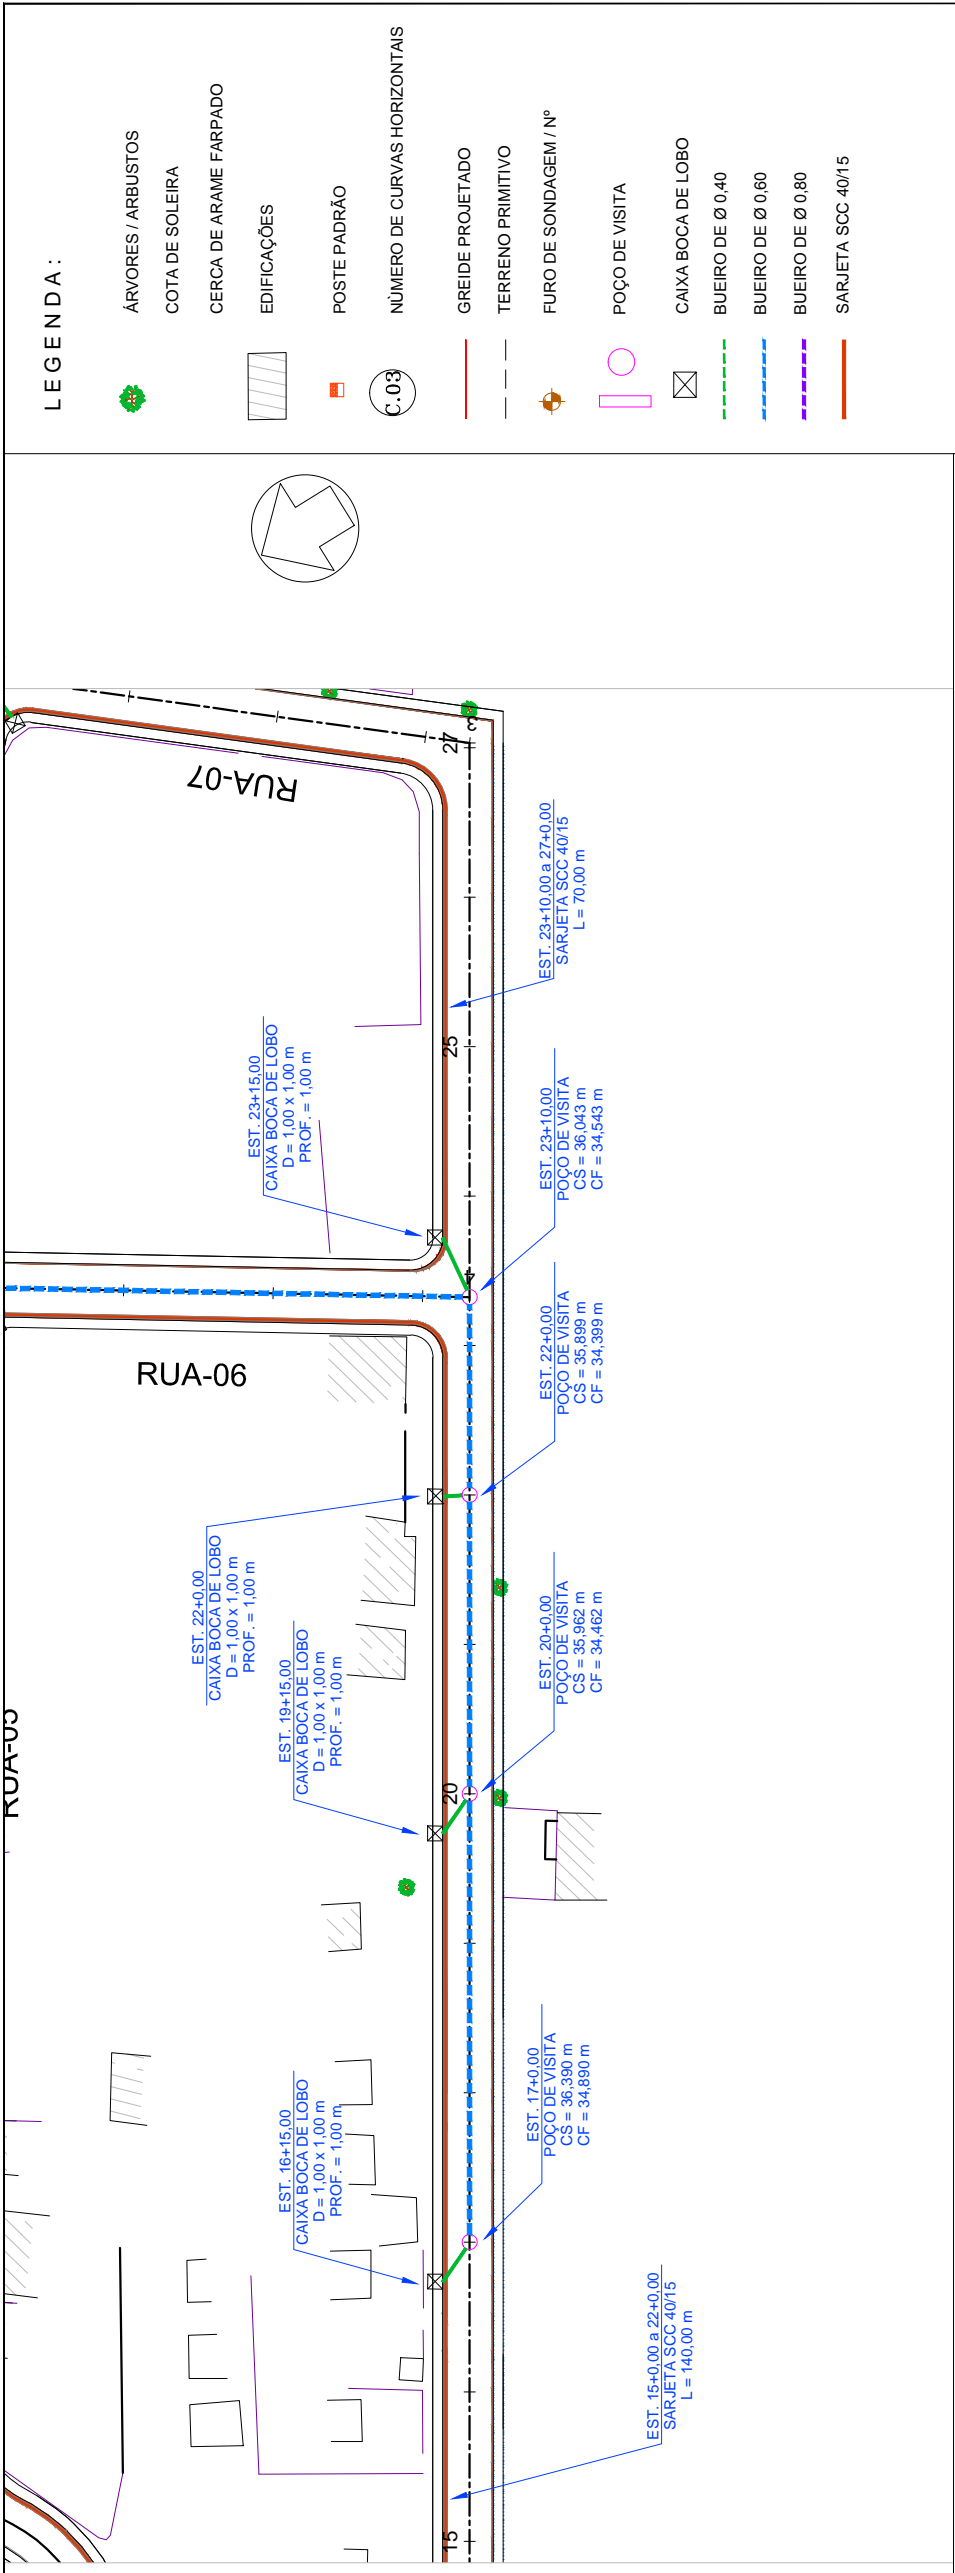 LEGENDA:
ÁRVORES / ARBUSTOS
COTA DE SOLEIRA
CERCA DE ARAME FARPADO
EDIFICAÇÕES
POSTE PADRÃO
C.03
NÙMERO DE CURVAS HORIZONTAIS
GREIDE PROJETADO
TERRENO PRIMITIVO
FURO DE SONDAGEM / Nº
POÇO DE VISITA
CAIXA BOCA DE LOBO
BUEIRO DE Ø 0,40
BUEIRO DE Ø 0,60
BUEIRO DE Ø 0,80
SARJETA SCC 40/15
RUA-07
RUA-06
RUA-05
27
3
25
4
20
15
EST. 23+10,00 a 27+0,00
SARJETA SCC 40/15
L = 70,00 m
EST. 23+15,00
CAIXA BOCA DE LOBO
D = 1,00 x 1,00 m
PROF. = 1,00 m
EST. 23+10,00
POÇO DE VISITA
CS = 36,043 m
CF = 34,543 m
EST. 22+0,00
POÇO DE VISITA
CS = 35,899 m
CF = 34,399 m
EST. 22+0,00
CAIXA BOCA DE LOBO
D = 1,00 x 1,00 m
PROF. = 1,00 m
EST. 19+15,00
CAIXA BOCA DE LOBO
D = 1,00 x 1,00 m
PROF. = 1,00 m
EST. 20+0,00
POÇO DE VISITA
CS = 35,962 m
CF = 34,462 m
EST. 17+0,00
POÇO DE VISITA
CS = 36,390 m
CF = 34,890 m
EST. 16+15,00
CAIXA BOCA DE LOBO
D = 1,00 x 1,00 m
PROF. = 1,00 m
EST. 15+0,00 a 22+0,00
SARJETA SCC 40/15
L = 140,00 m